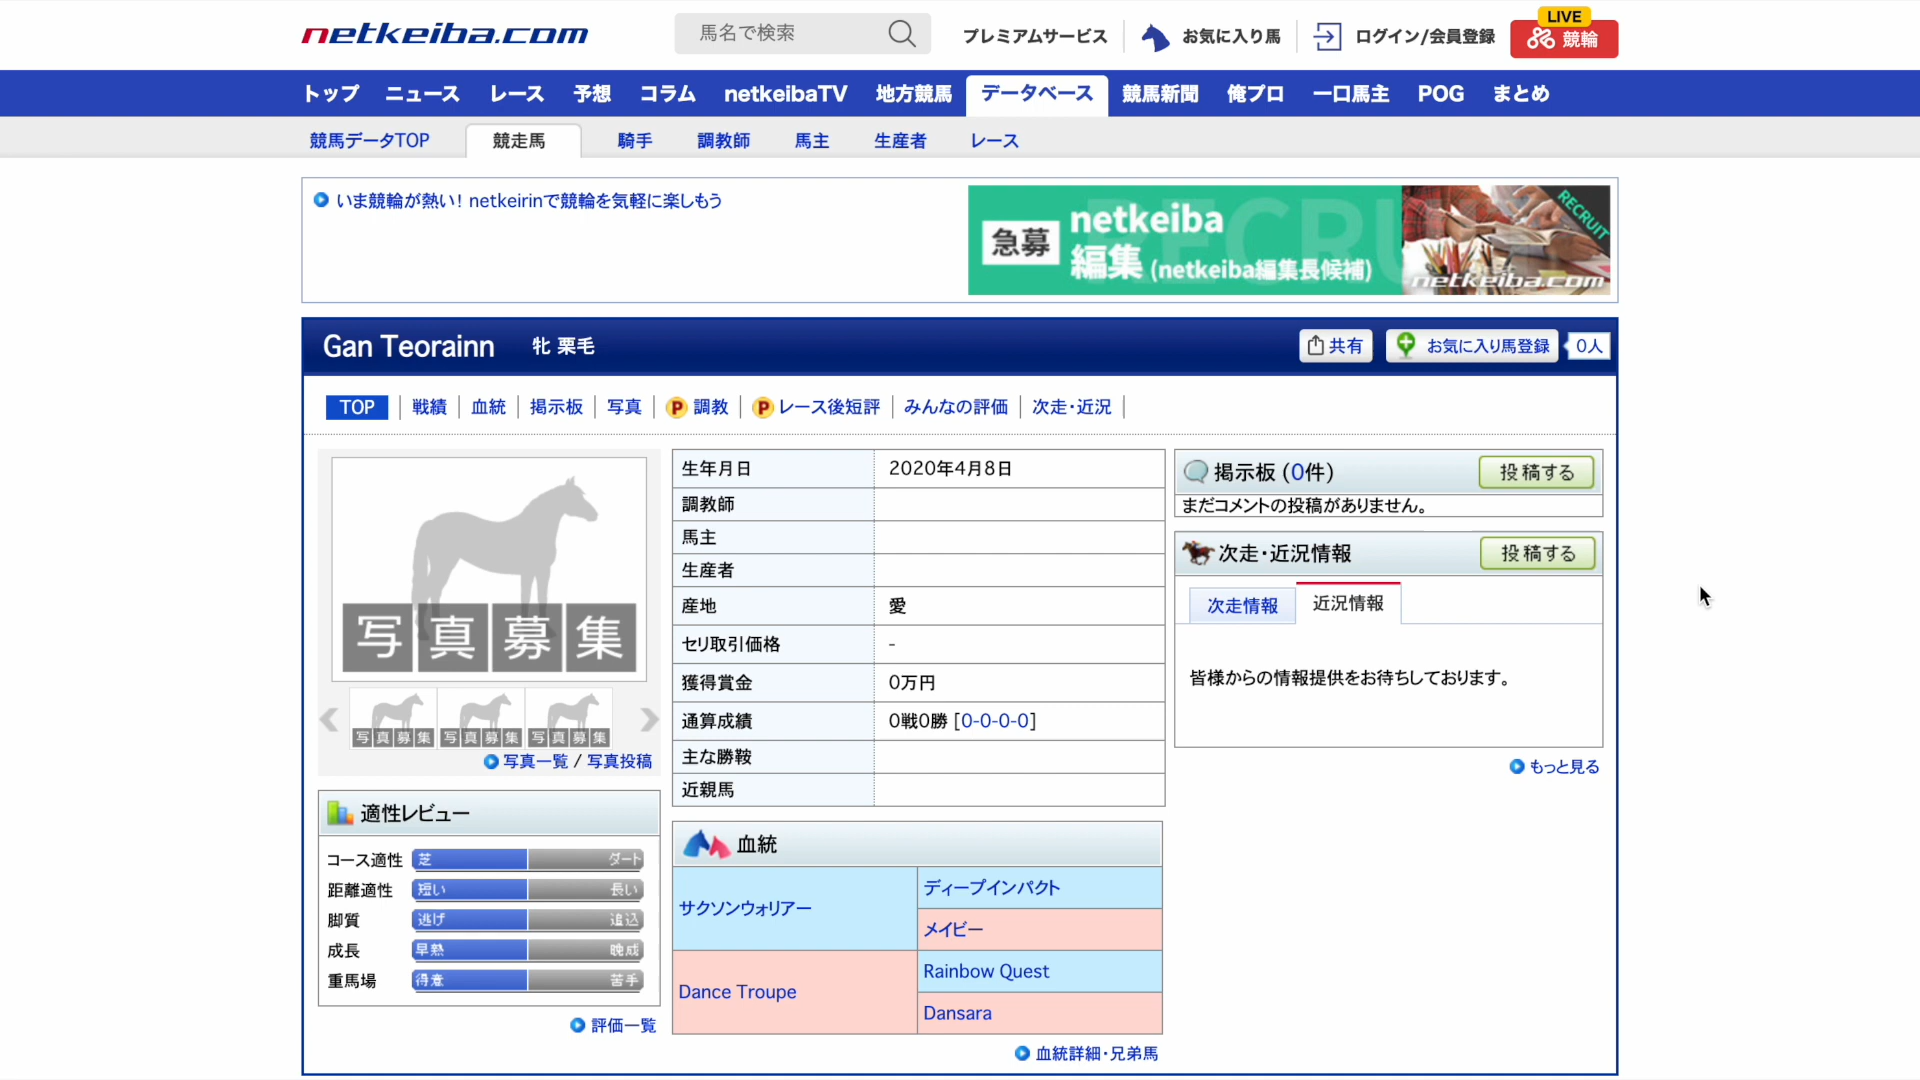 netkeiba.com
馬名で検索
プレミアムサービス
お気に入り馬
ログイン/会員登録
LIVE
競輪
トップ ニュース レース 予想 コラム netkeibaTV 地方競馬 データベース 競馬新聞 俺プロ 一口馬主 POG まとめ
競馬データTOP 競走馬 騎手 調教師 馬主 生産者 レース
いま競輪が熱い! netkeirinで競輪を気軽に楽しもう
急募
netkeiba
編集 (netkeiba編集長候補)
RECRUIT
RECRUIT
netkeiba.com
Gan Teorainn 牝 栗毛
共有
お気に入り馬登録
0人
TOP 戦績 血統 掲示板 写真 P 調教 P レース後短評 みんなの評価 次走・近況
写真募集
写真募集 写真募集 写真募集
写真一覧 / 写真投稿
適性レビュー
コース適性 芝 ダート
距離適性 短い 長い
脚質 逃げ 追込
成長 早熟 晩成
重馬場 得意 苦手
評価一覧
生年月日 2020年4月8日
調教師
馬主
生産者
産地 愛
セリ取引価格 -
獲得賞金 0万円
通算成績 0戦0勝 [0-0-0-0]
主な勝鞍
近親馬
血統
サクソンウォリアー
ディープインパクト
メイビー
Dance Troupe
Rainbow Quest
Dansara
血統詳細・兄弟馬
掲示板 (0件)
投稿する
まだコメントの投稿がありません。
次走・近況情報
投稿する
次走情報 近況情報
皆様からの情報提供をお待ちしております。
もっと見る